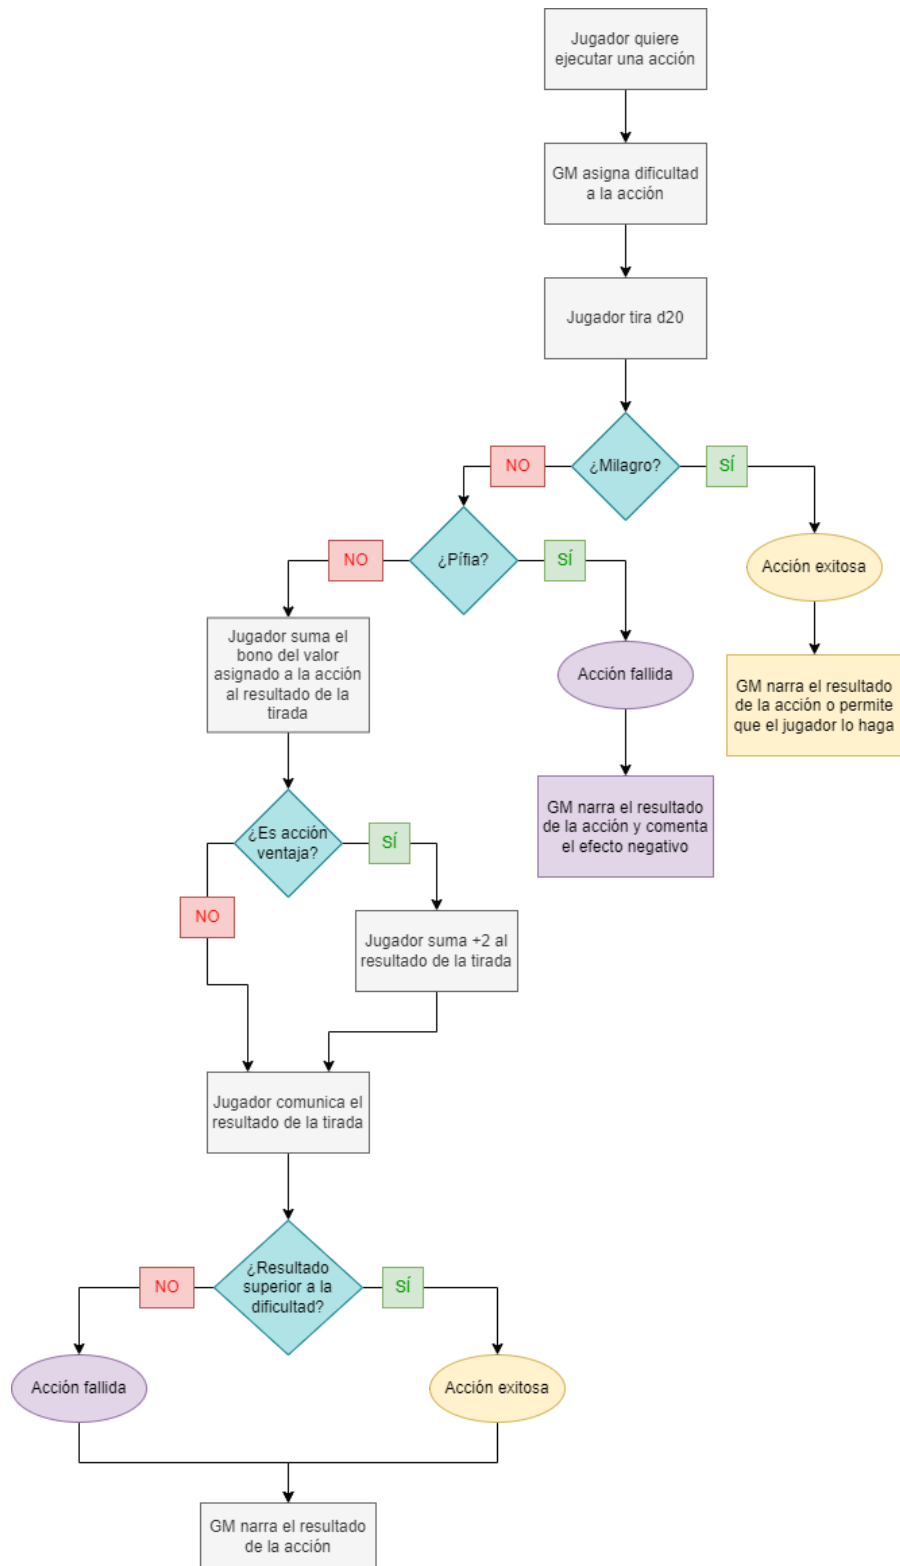 Jugador quiere
ejecutar una acción
GM asigna dificultad
a la acción
Jugador tira d20
¿Milagro?
NO
SÍ
¿Pífia?
NO
SÍ
Acción exitosa
GM narra el resultado
de la acción o permite
que el jugador lo haga
Acción fallida
GM narra el resultado
de la acción y comenta
el efecto negativo
Jugador suma el
bono del valor
asignado a la acción
al resultado de la
tirada
¿Es acción
ventaja?
SÍ
NO
Jugador suma +2 al
resultado de la tirada
Jugador comunica el
resultado de la tirada
¿Resultado
superior a la
dificultad?
NO
SÍ
Acción fallida
Acción exitosa
GM narra el resultado
de la acción